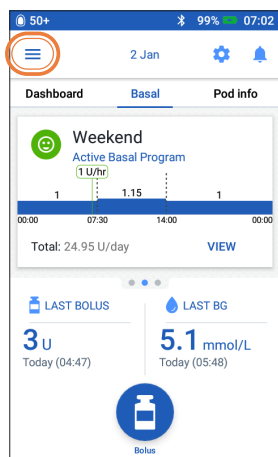 50+ 99% 07:02
2 Jan
Dashboard Basal Pod info
Weekend
Active Basal Program
1 U/hr
1 1.15 1
00:00 07:30 14:00 00:00
Total: 24.95 U/day VIEW
LAST BOLUS LAST BG
3 U 5.1 mmol/L
Today (04:47) Today (05:48)
Bolus